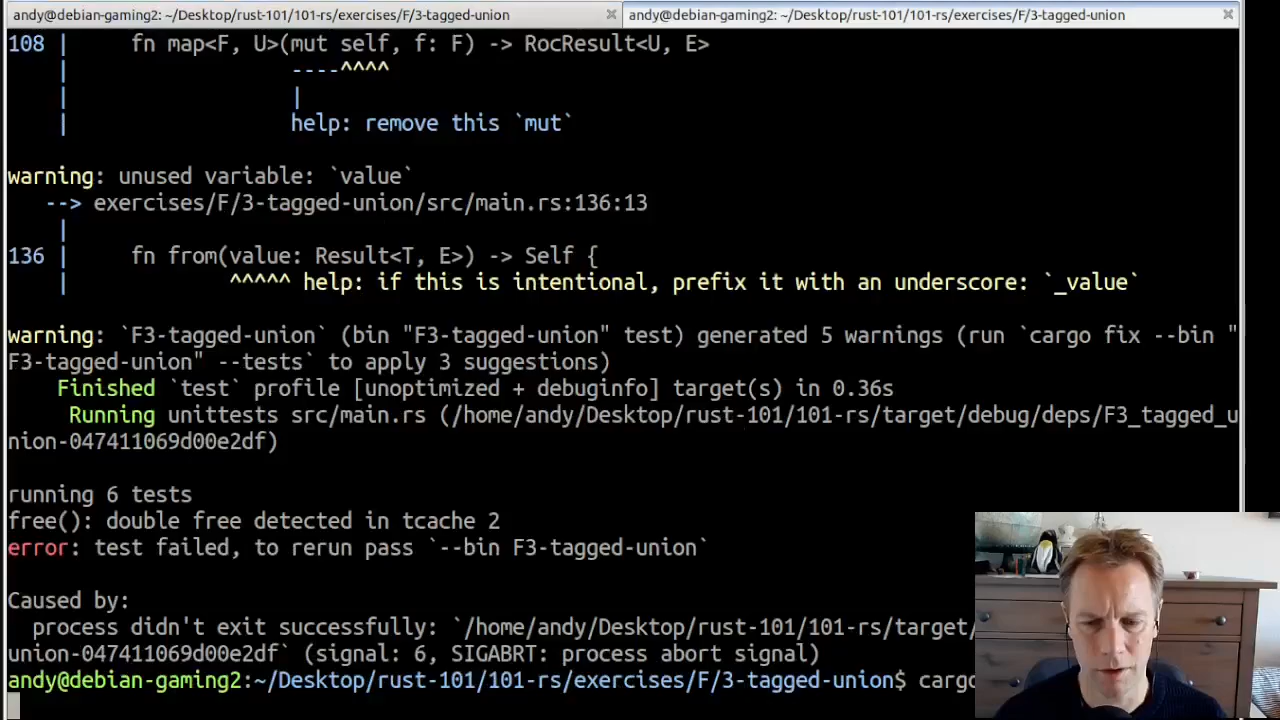 andy@debian-gaming2: ~/Desktop/rust-101/101-rs/exercises/F/3-tagged-union
andy@debian-gaming2: ~/Desktop/rust-101/101-rs/exercises/F/3-tagged-union
108 |     fn map<F, U>(mut self, f: F) -> RocResult<U, E>
|                  ----^^^^
|                  |
|                  help: remove this `mut`
warning: unused variable: `value`
--> exercises/F/3-tagged-union/src/main.rs:136:13
|
136 |     fn from(value: Result<T, E>) -> Self {
|             ^^^^^ help: if this is intentional, prefix it with an underscore: `_value`
warning: `F3-tagged-union` (bin "F3-tagged-union" test) generated 5 warnings (run `cargo fix --bin "
F3-tagged-union" --tests` to apply 3 suggestions)
Finished `test` profile [unoptimized + debuginfo] target(s) in 0.36s
Running unittests src/main.rs (/home/andy/Desktop/rust-101/101-rs/target/debug/deps/F3_tagged_u
nion-047411069d00e2df)
running 6 tests
free(): double free detected in tcache 2
error: test failed, to rerun pass `--bin F3-tagged-union`
Caused by:
process didn't exit successfully: `/home/andy/Desktop/rust-101/101-rs/target/
union-047411069d00e2df` (signal: 6, SIGABRT: process abort signal)
andy@debian-gaming2:~/Desktop/rust-101/101-rs/exercises/F/3-tagged-union$ cargo